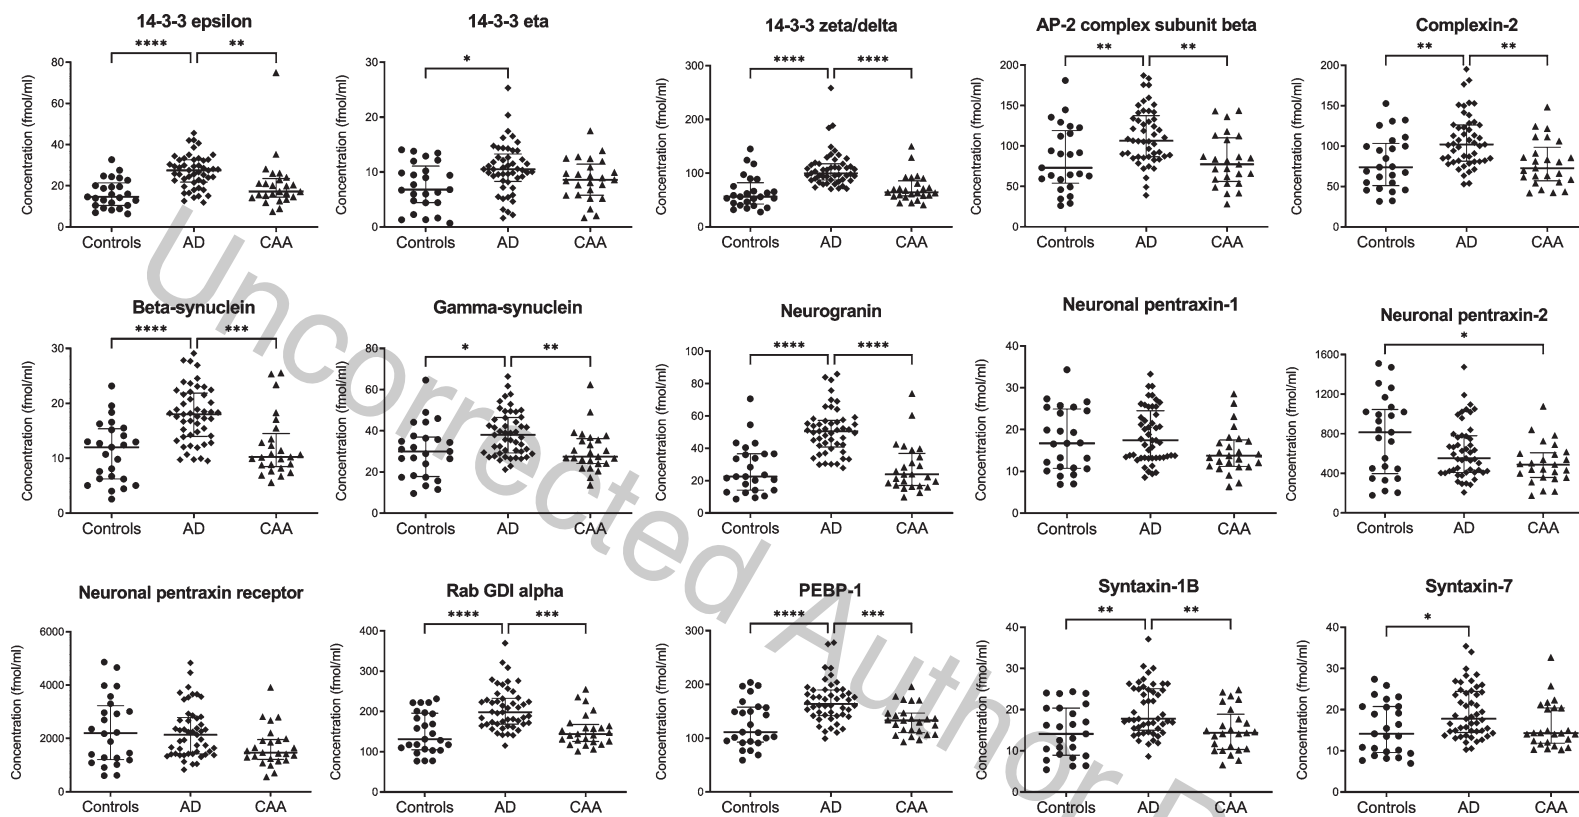 14-3-3 epsilon
**** **
Concentration (fmol/ml)
80
60
40
20
0
Controls AD CAA
14-3-3 eta
*
Concentration (fmol/ml)
30
20
10
0
Controls AD CAA
14-3-3 zeta/delta
**** ****
Concentration (fmol/ml)
300
200
100
0
Controls AD CAA
AP-2 complex subunit beta
** **
Concentration (fmol/ml)
200
150
100
50
0
Controls AD CAA
Complexin-2
** **
Concentration (fmol/ml)
200
150
100
50
0
Controls AD CAA
Beta-synuclein
**** ***
Concentration (fmol/ml)
30
20
10
0
Controls AD CAA
Gamma-synuclein
* **
Concentration (fmol/ml)
80
60
40
20
0
Controls AD CAA
Neurogranin
**** ****
Concentration (fmol/ml)
100
80
60
40
20
0
Controls AD CAA
Neuronal pentraxin-1
Concentration (fmol/ml)
40
30
20
10
0
Controls AD CAA
Neuronal pentraxin-2
*
Concentration (fmol/ml)
1600
1200
800
400
0
Controls AD CAA
Neuronal pentraxin receptor
Concentration (fmol/ml)
6000
4000
2000
0
Controls AD CAA
Rab GDI alpha
**** ***
Concentration (fmol/ml)
400
300
200
100
0
Controls AD CAA
PEBP-1
**** ***
Concentration (fmol/ml)
300
200
100
0
Controls AD CAA
Syntaxin-1B
** **
Concentration (fmol/ml)
40
30
20
10
0
Controls AD CAA
Syntaxin-7
*
Concentration (fmol/ml)
40
30
20
10
0
Controls AD CAA
Uncorrected Author